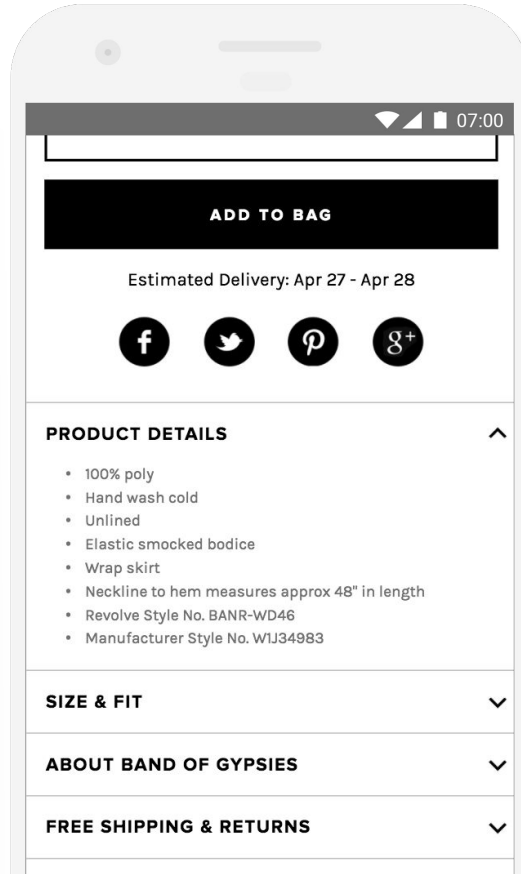 07:00
ADD TO BAG
Estimated Delivery: Apr 27 - Apr 28
f
g+
PRODUCT DETAILS
• 100% poly
• Hand wash cold
• Unlined
• Elastic smocked bodice
• Wrap skirt
• Neckline to hem measures approx 48" in length
• Revolve Style No. BANR-WD46
• Manufacturer Style No. W1J34983
SIZE & FIT
ABOUT BAND OF GYPSIES
FREE SHIPPING & RETURNS